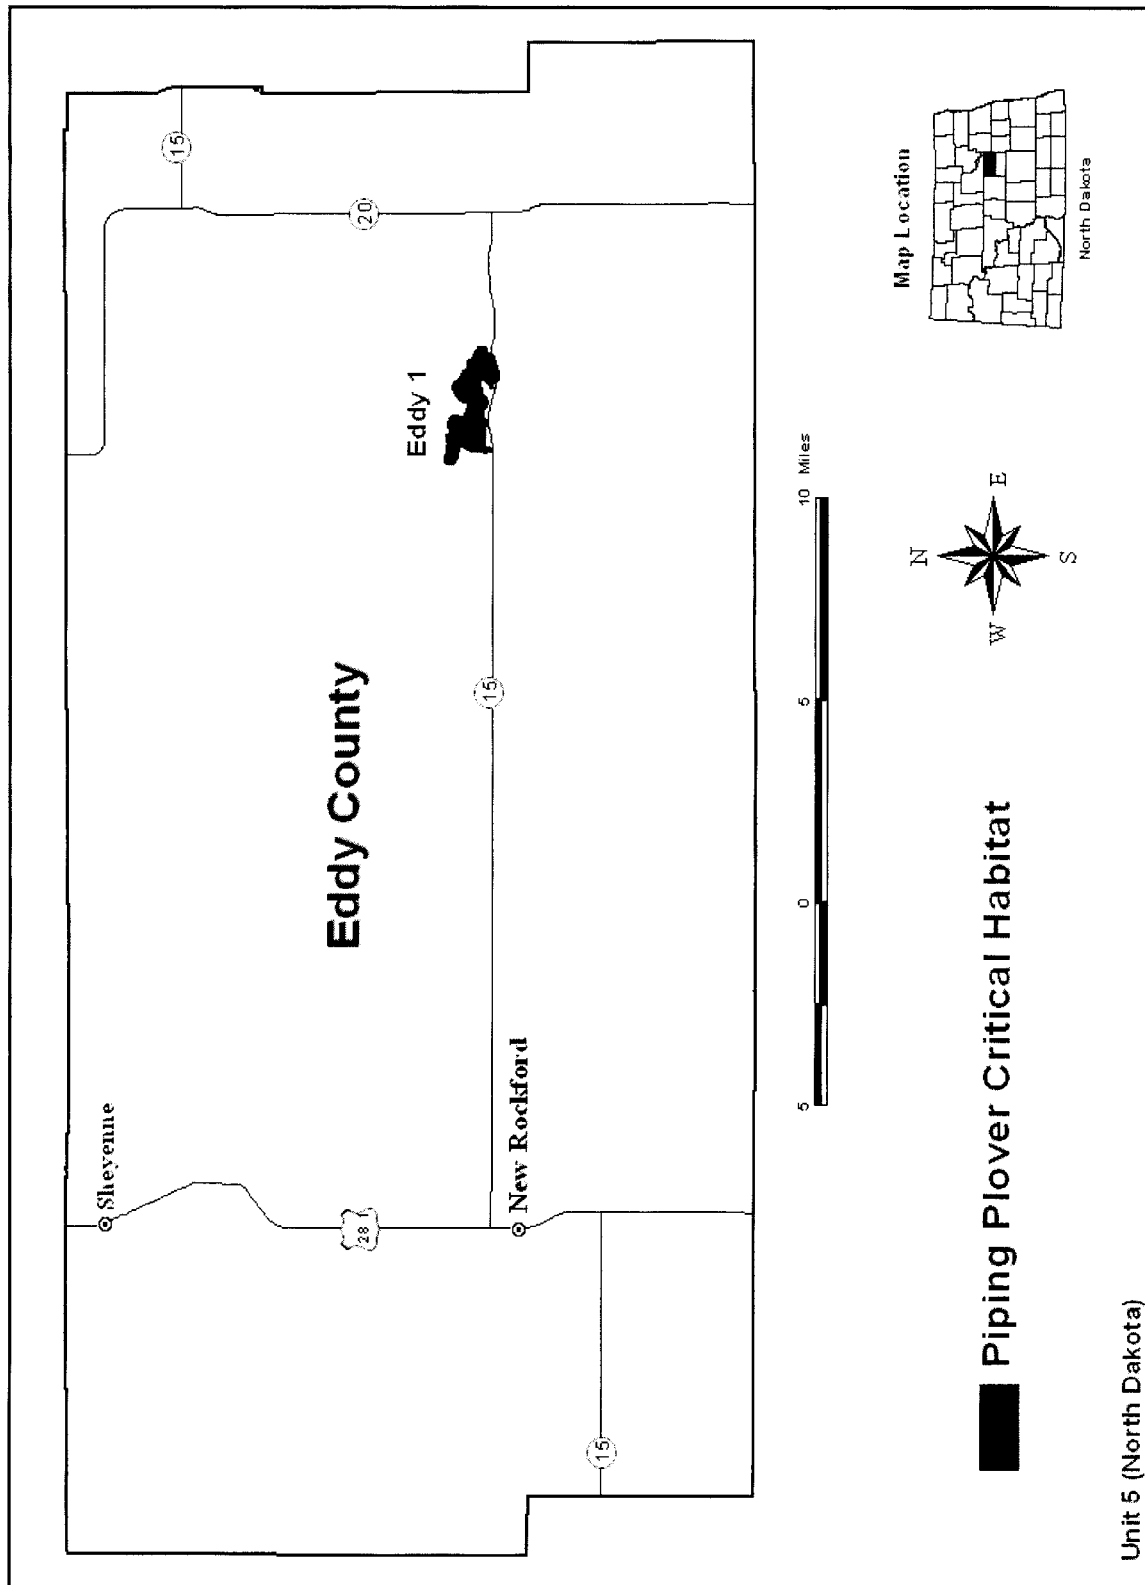 15
Sheyenne
20
28 1
Eddy County
Eddy 1
15
New Rockford
15
5
0
5
10 Miles
Map Location
North Dakota
N
W
E
S
Piping Plover Critical Habitat
Unit 5 (North Dakota)